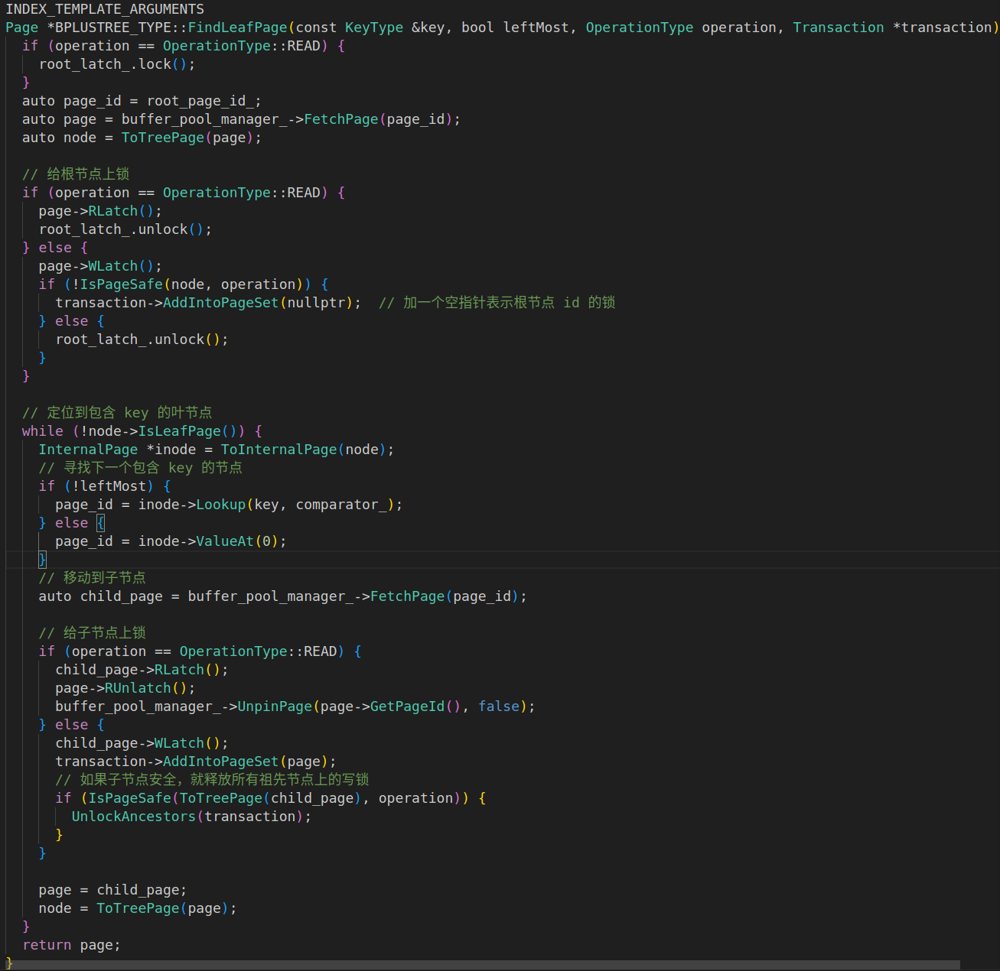 INDEX_TEMPLATE_ARGUMENTS
Page *BPLUSTREE_TYPE::FindLeafPage(const KeyType &key, bool leftMost, OperationType operation, Transaction *transaction)
  if (operation == OperationType::READ) {
    root_latch_.lock();
  }
  auto page_id = root_page_id_;
  auto page = buffer_pool_manager_->FetchPage(page_id);
  auto node = ToTreePage(page);

  // 给根节点上锁
  if (operation == OperationType::READ) {
    page->RLatch();
    root_latch_.unlock();
  } else {
    page->WLatch();
    if (!IsPageSafe(node, operation)) {
      transaction->AddIntoPageSet(nullptr);  // 加一个空指针表示根节点 id 的锁
    } else {
      root_latch_.unlock();
    }
  }

  // 定位到包含 key 的叶节点
  while (!node->IsLeafPage()) {
    InternalPage *inode = ToInternalPage(node);
    // 寻找下一个包含 key 的节点
    if (!leftMost) {
      page_id = inode->Lookup(key, comparator_);
    } else {
      page_id = inode->ValueAt(0);
    }
    // 移动到子节点
    auto child_page = buffer_pool_manager_->FetchPage(page_id);

    // 给子节点上锁
    if (operation == OperationType::READ) {
      child_page->RLatch();
      page->RUnlatch();
      buffer_pool_manager_->UnpinPage(page->GetPageId(), false);
    } else {
      child_page->WLatch();
      transaction->AddIntoPageSet(page);
      // 如果子节点安全，就释放所有祖先节点上的写锁
      if (IsPageSafe(ToTreePage(child_page), operation)) {
        UnlockAncestors(transaction);
      }
    }

    page = child_page;
    node = ToTreePage(page);
  }
  return page;
}